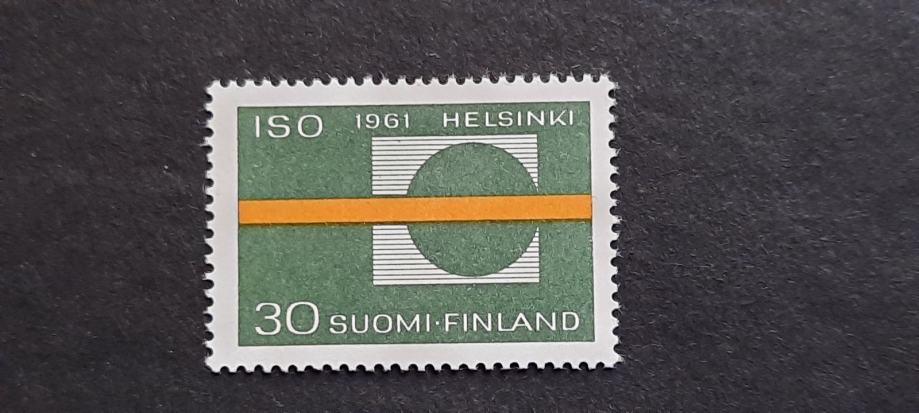 ISO 1961 HELSINKI
30 SUOMI·FINLAND